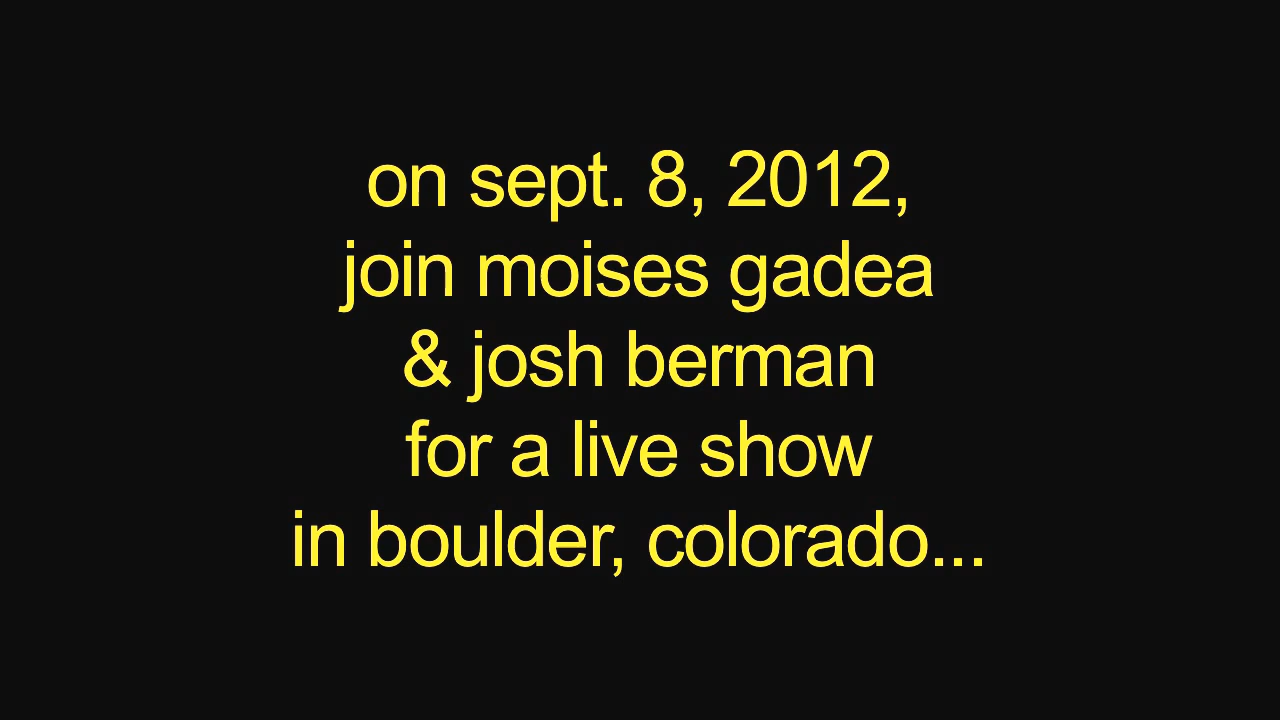 on sept. 8, 2012,
join moises gadea
& josh berman
for a live show
in boulder, colorado...